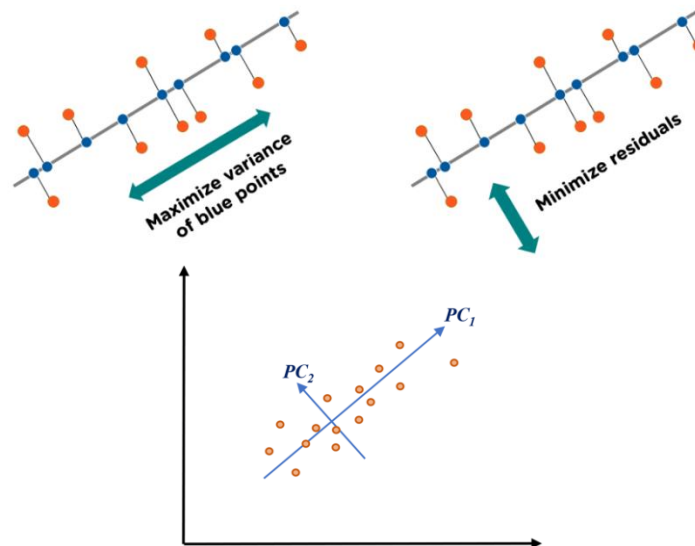 Maximize variance
of blue points
Minimize residuals
PC1
PC2